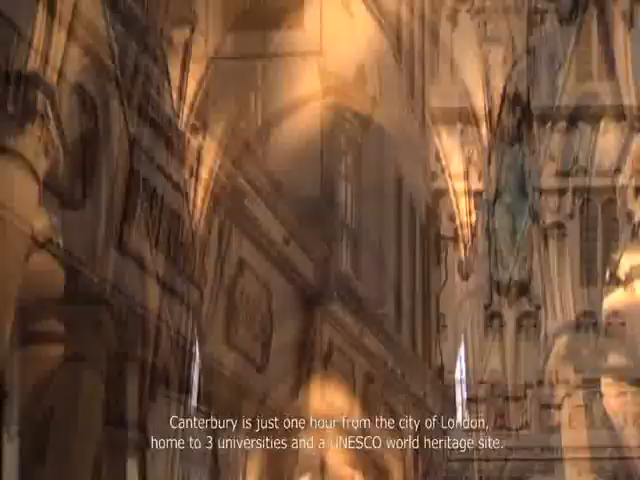 Canterbury is just one hour from the city of London,
home to 3 universities and a UNESCO world heritage site.